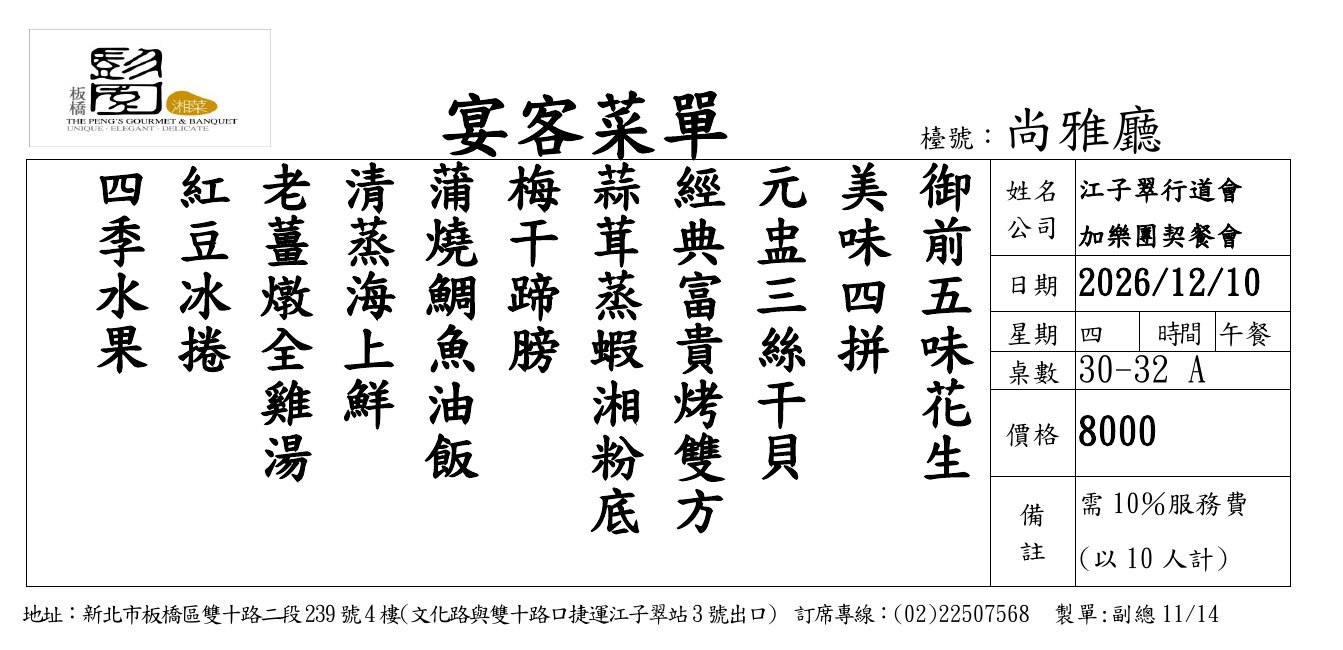 彭園
板橋
湘菜
THE PENG'S GOURMET & BANQUET
UNIQUE · ELEGANT · DELICATE
宴客菜單
檯號：尚雅廳
御前五味花生
美味四拼
元盅三絲干貝
經典富貴烤雙方
蒜茸蒸蝦湘粉底
梅干蹄膀
蒲燒鯛魚油飯
清蒸海上鮮
老薑燉全雞湯
紅豆冰捲
四季水果
姓名公司 江子翠行道會
加樂團契餐會
日期 2026/12/10
星期 四 時間 午餐
桌數 30-32 A
價格 8000
備註 需10%服務費
(以10人計)
地址：新北市板橋區雙十路二段239號4樓(文化路與雙十路口捷運江子翠站3號出口) 訂席專線：(02)22507568 製單:副總11/14